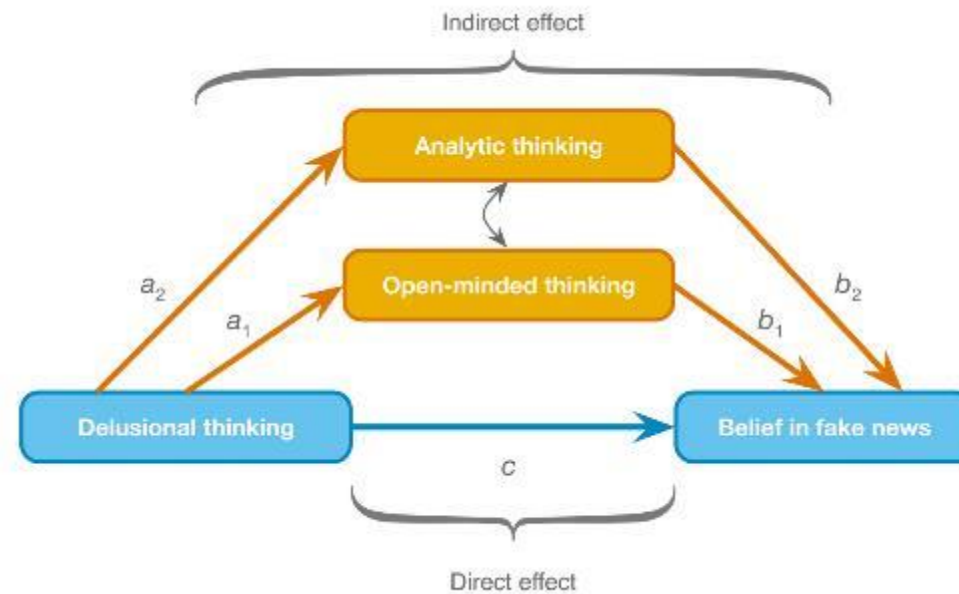 Indirect effect
Analytic thinking
Open-minded thinking
a₂
a₁
b₁
b₂
Delusional thinking
Belief in fake news
c
Direct effect